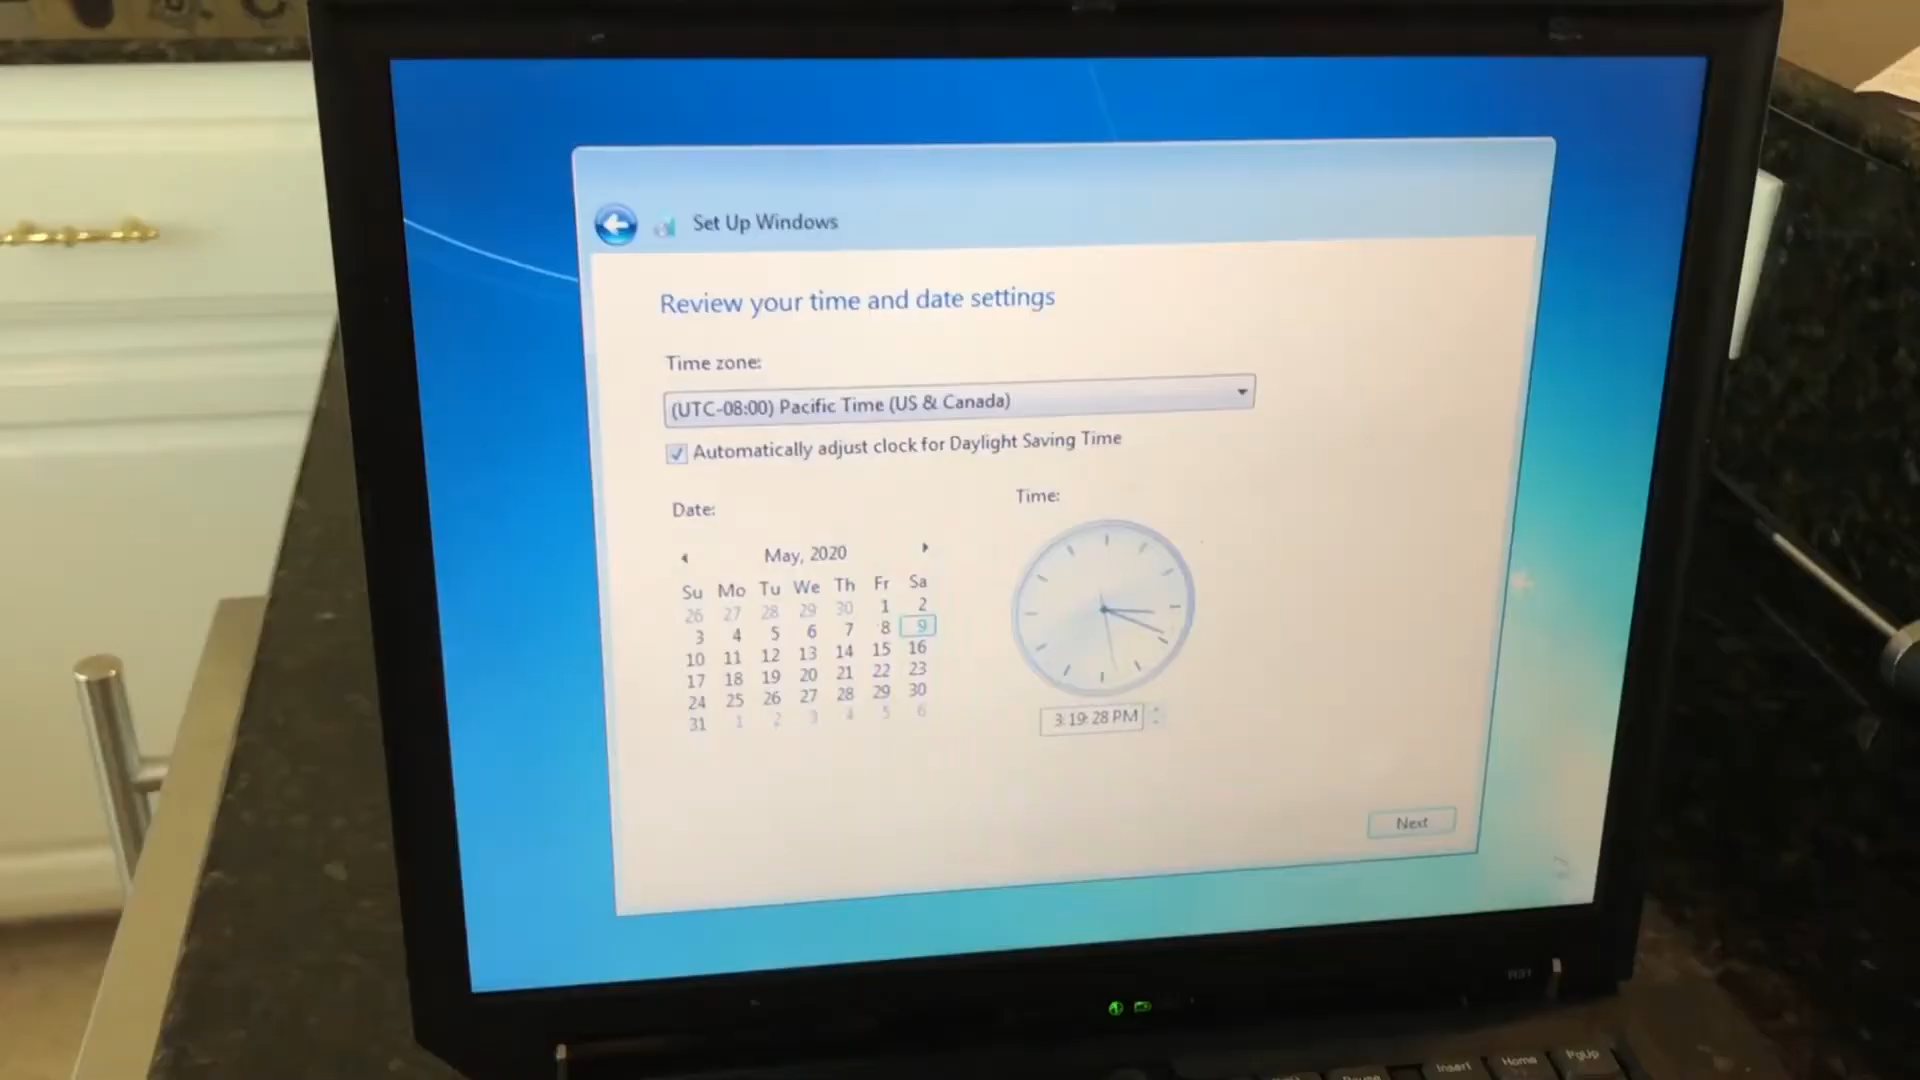 Set Up Windows
Review your time and date settings
Time zone:
(UTC-08:00) Pacific Time (US & Canada)
Automatically adjust clock for Daylight Saving Time
Date:
Time:
May, 2020
Su Mo Tu We Th Fr Sa
26 27 28 29 30 1 2
3 4 5 6 7 8 9
10 11 12 13 14 15 16
17 18 19 20 21 22 23
24 25 26 27 28 29 30
31 1 2 3 4 5 6
3:19:28 PM
Next
R31
Pause Insert Home PgUp